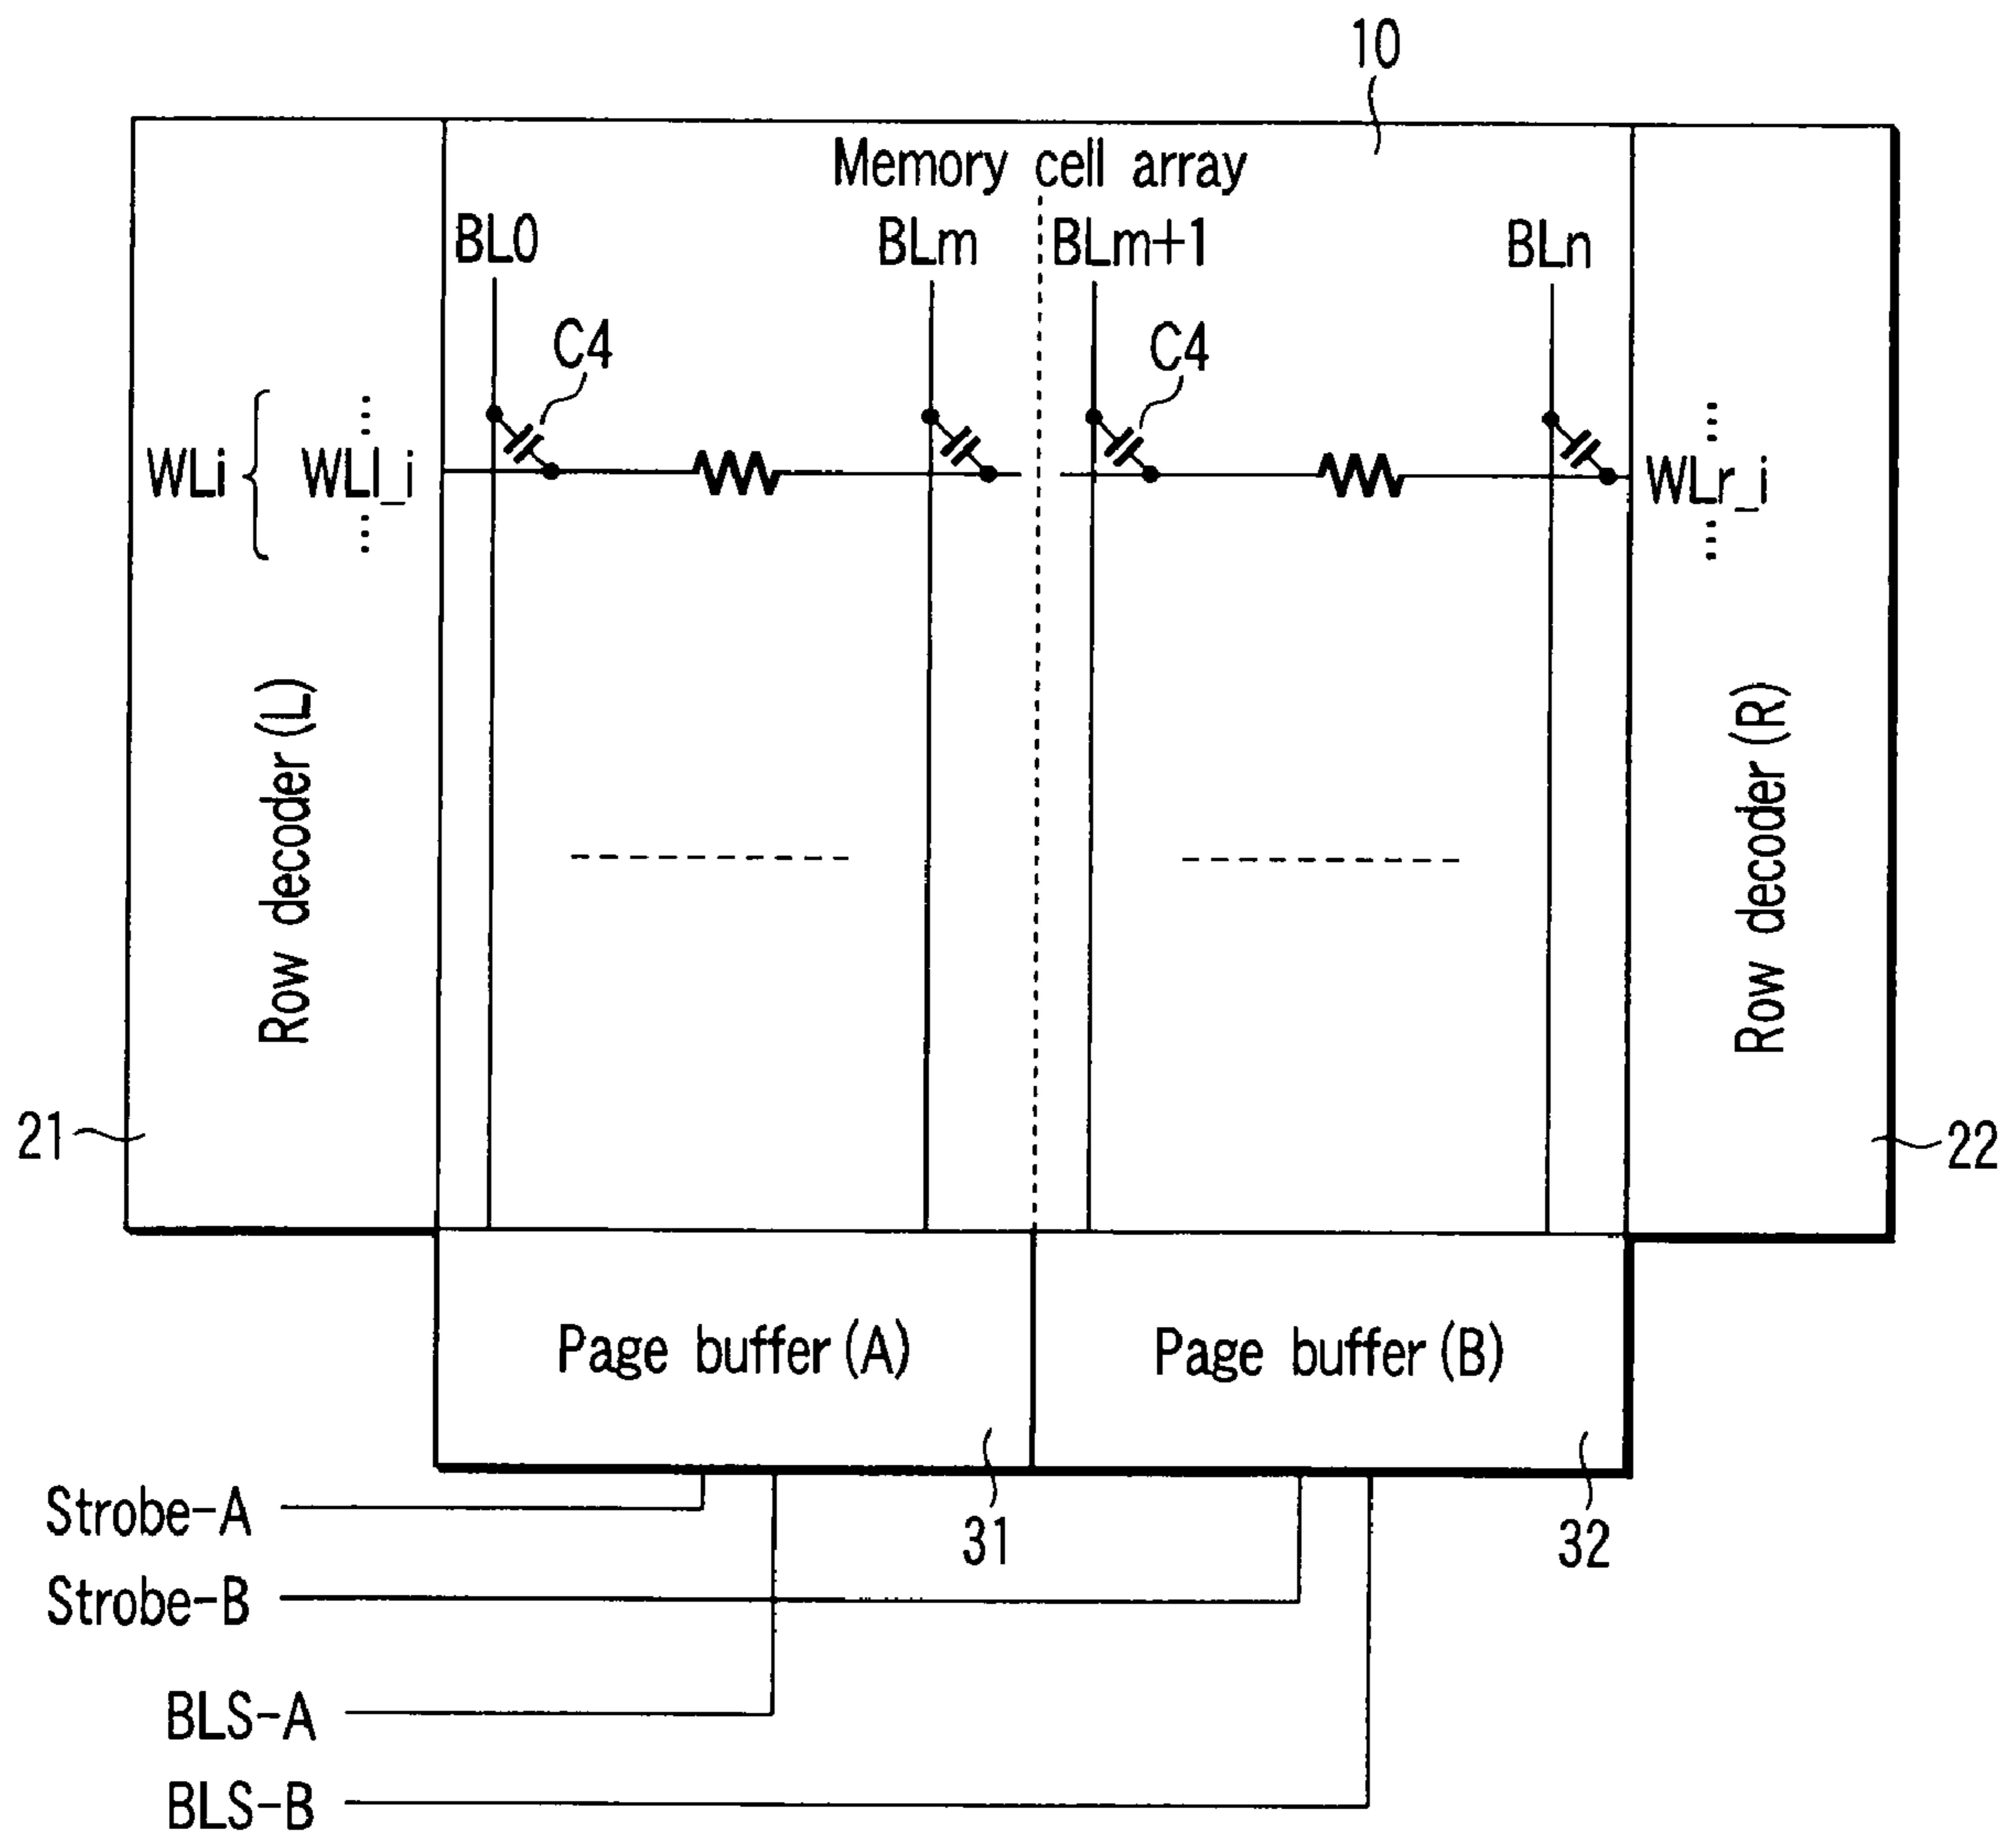 10
Memory cell array
BL0
BLm
BLm+1
BLn
C4
C4
WLi
WLl_i
WLr_i
Row decoder (L)
Row decoder (R)
21
22
Page buffer (A)
Page buffer (B)
31
32
Strobe-A
Strobe-B
BLS-A
BLS-B